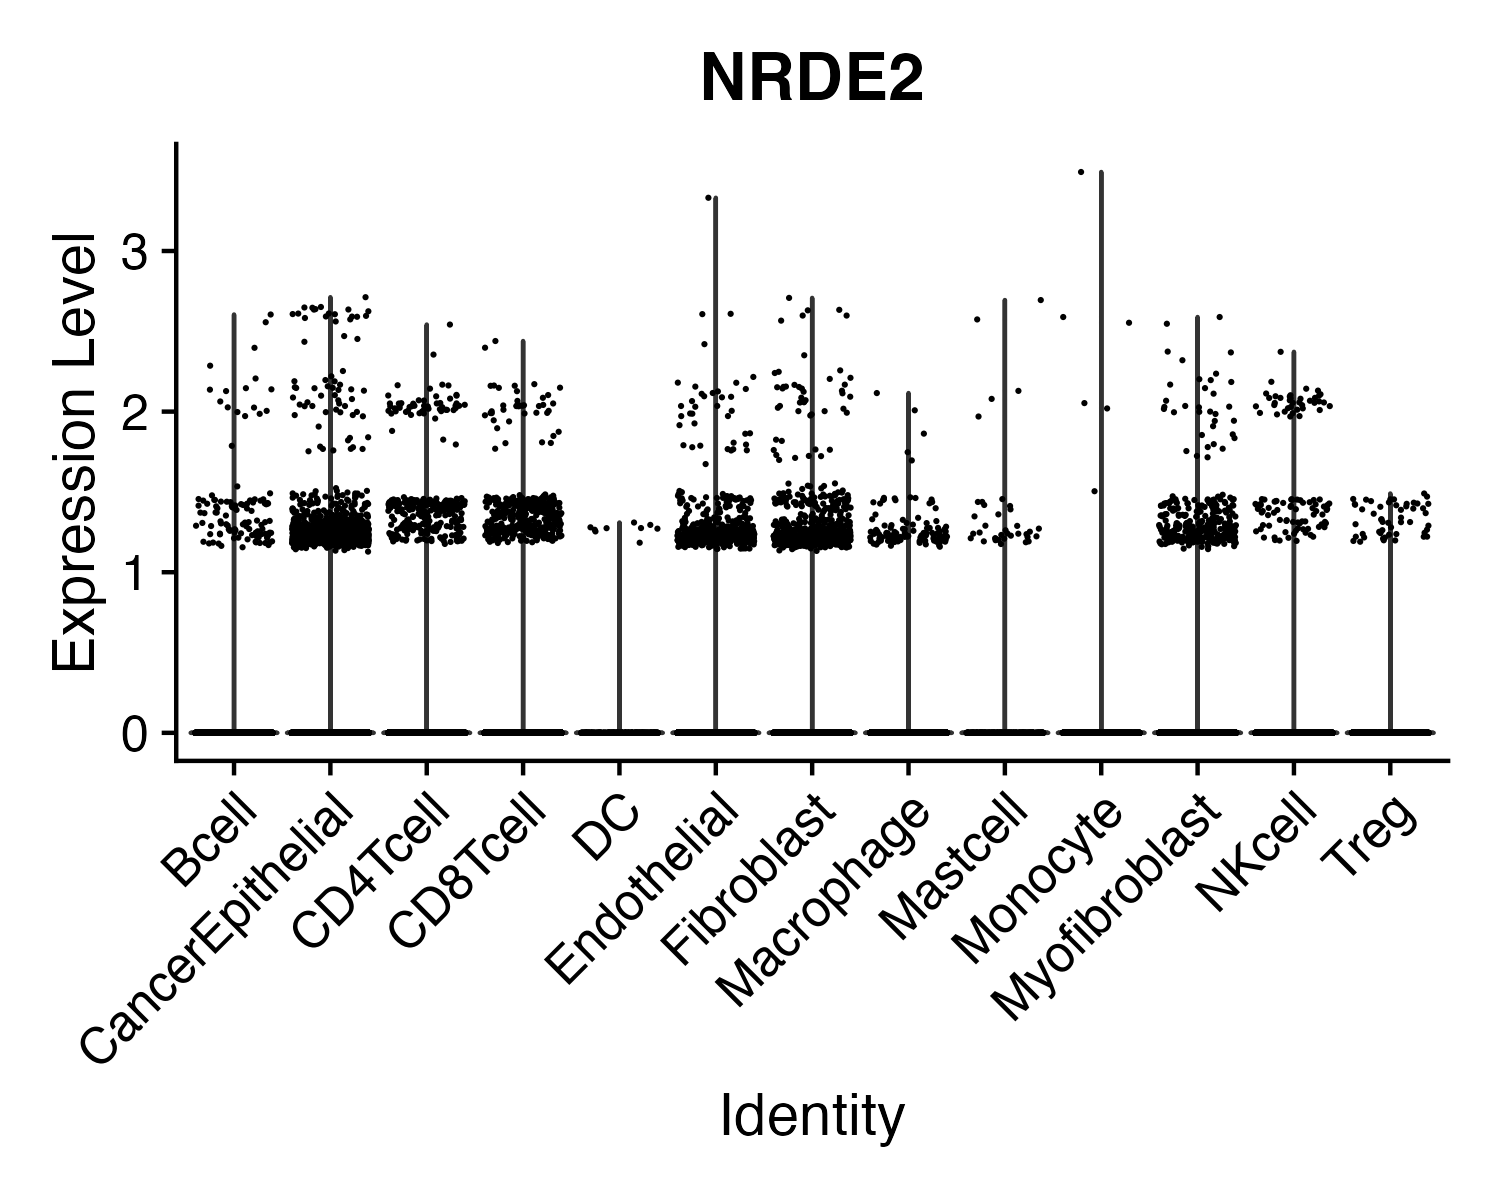 NRDE2
Expression Level
3
2
1
0
Bcell
CancerEpithelial
CD4Tcell
CD8Tcell
DC
Endothelial
Fibroblast
Macrophage
Mastcell
Monocyte
Myofibroblast
NKcell
Treg
Identity